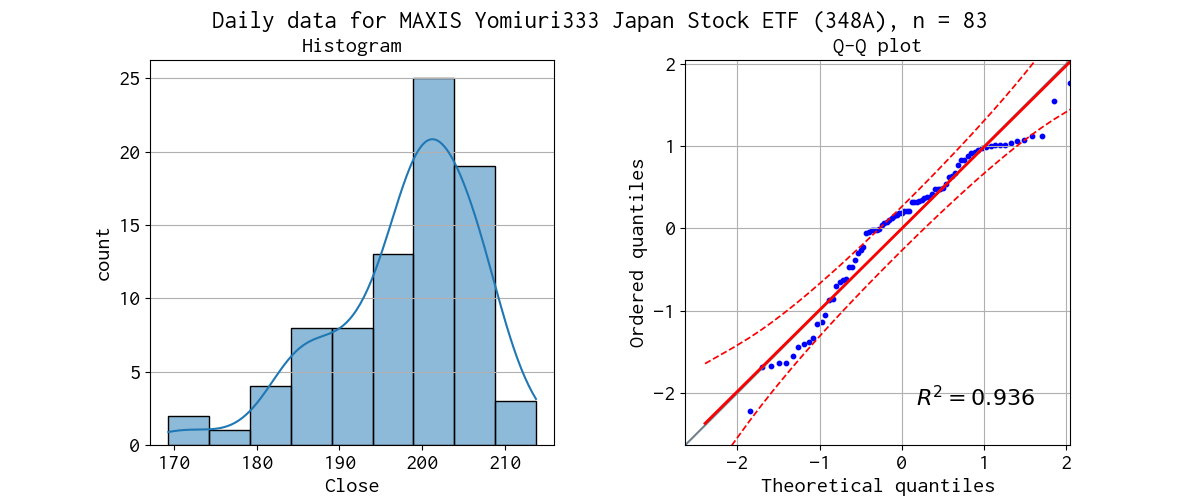 Daily data for MAXIS Yomiuri333 Japan Stock ETF (348A), n = 83
Histogram
25
20
15
10
5
0
count
170 180 190 200 210
Close
Q-Q plot
2
1
0
−1
−2
Ordered quantiles
R² = 0.936
−2 −1 0 1 2
Theoretical quantiles